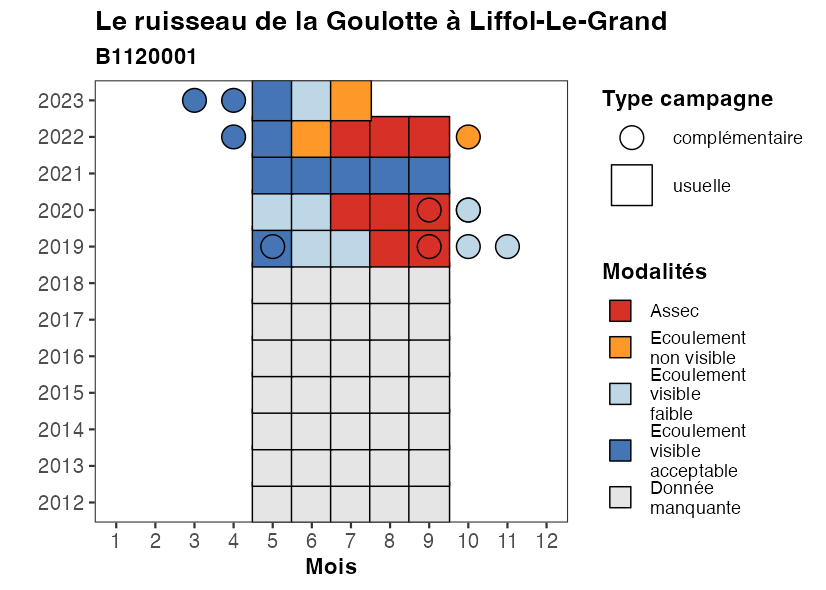 Le ruisseau de la Goulotte à Liffol-Le-Grand
B1120001
2023
2022
2021
2020
2019
2018
2017
2016
2015
2014
2013
2012
1 2 3 4 5 6 7 8 9 10 11 12
Mois
Type campagne
complémentaire
usuelle
Modalités
Assec
Ecoulement
non visible
Ecoulement
visible
faible
Ecoulement
visible
acceptable
Donnée
manquante